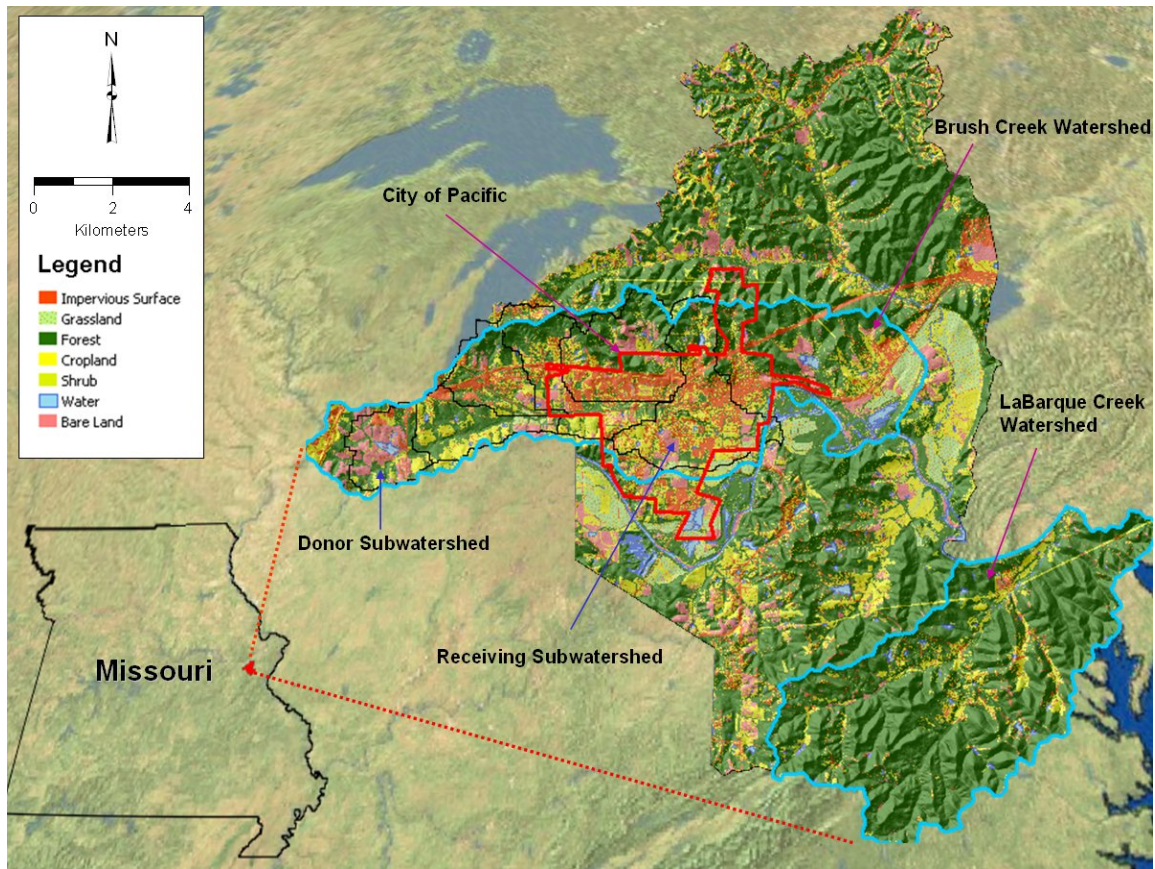 N
0 2 4
Kilometers
Legend
Impervious Surface
Grassland
Forest
Cropland
Shrub
Water
Bare Land
Brush Creek Watershed
City of Pacific
LaBarque Creek
Watershed
Donor Subwatershed
Receiving Subwatershed
Missouri